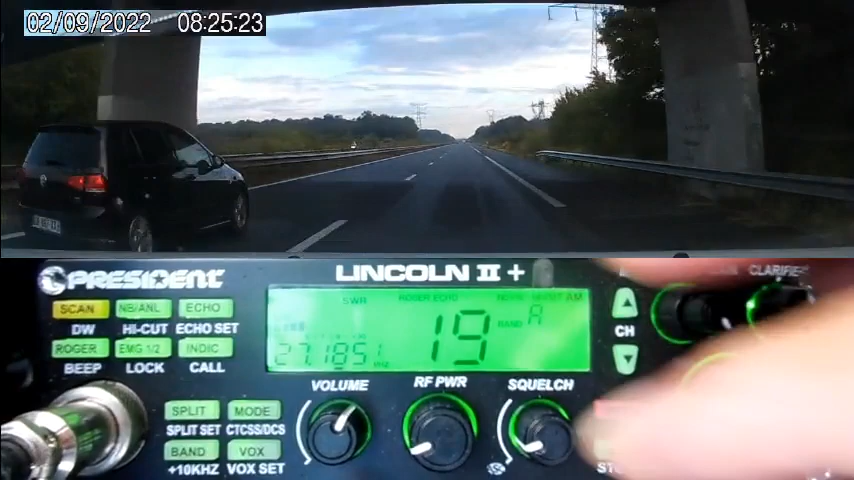 02/09/2022 08:25:23
PRESIDENT
LINCOLN II +
CLARIFIER
SCAN NB/ANL ECHO
DW HI-CUT ECHO SET
ROGER EMG 1/2 INDIC
BEEP LOCK CALL
SWR ROGER ECHO AM
19 BAND A
27.1851
CH
VOLUME RF PWR SQUELCH
SPLIT MODE
SPLIT SET CTCSS/DCS
BAND VOX
+10KHZ VOX SET